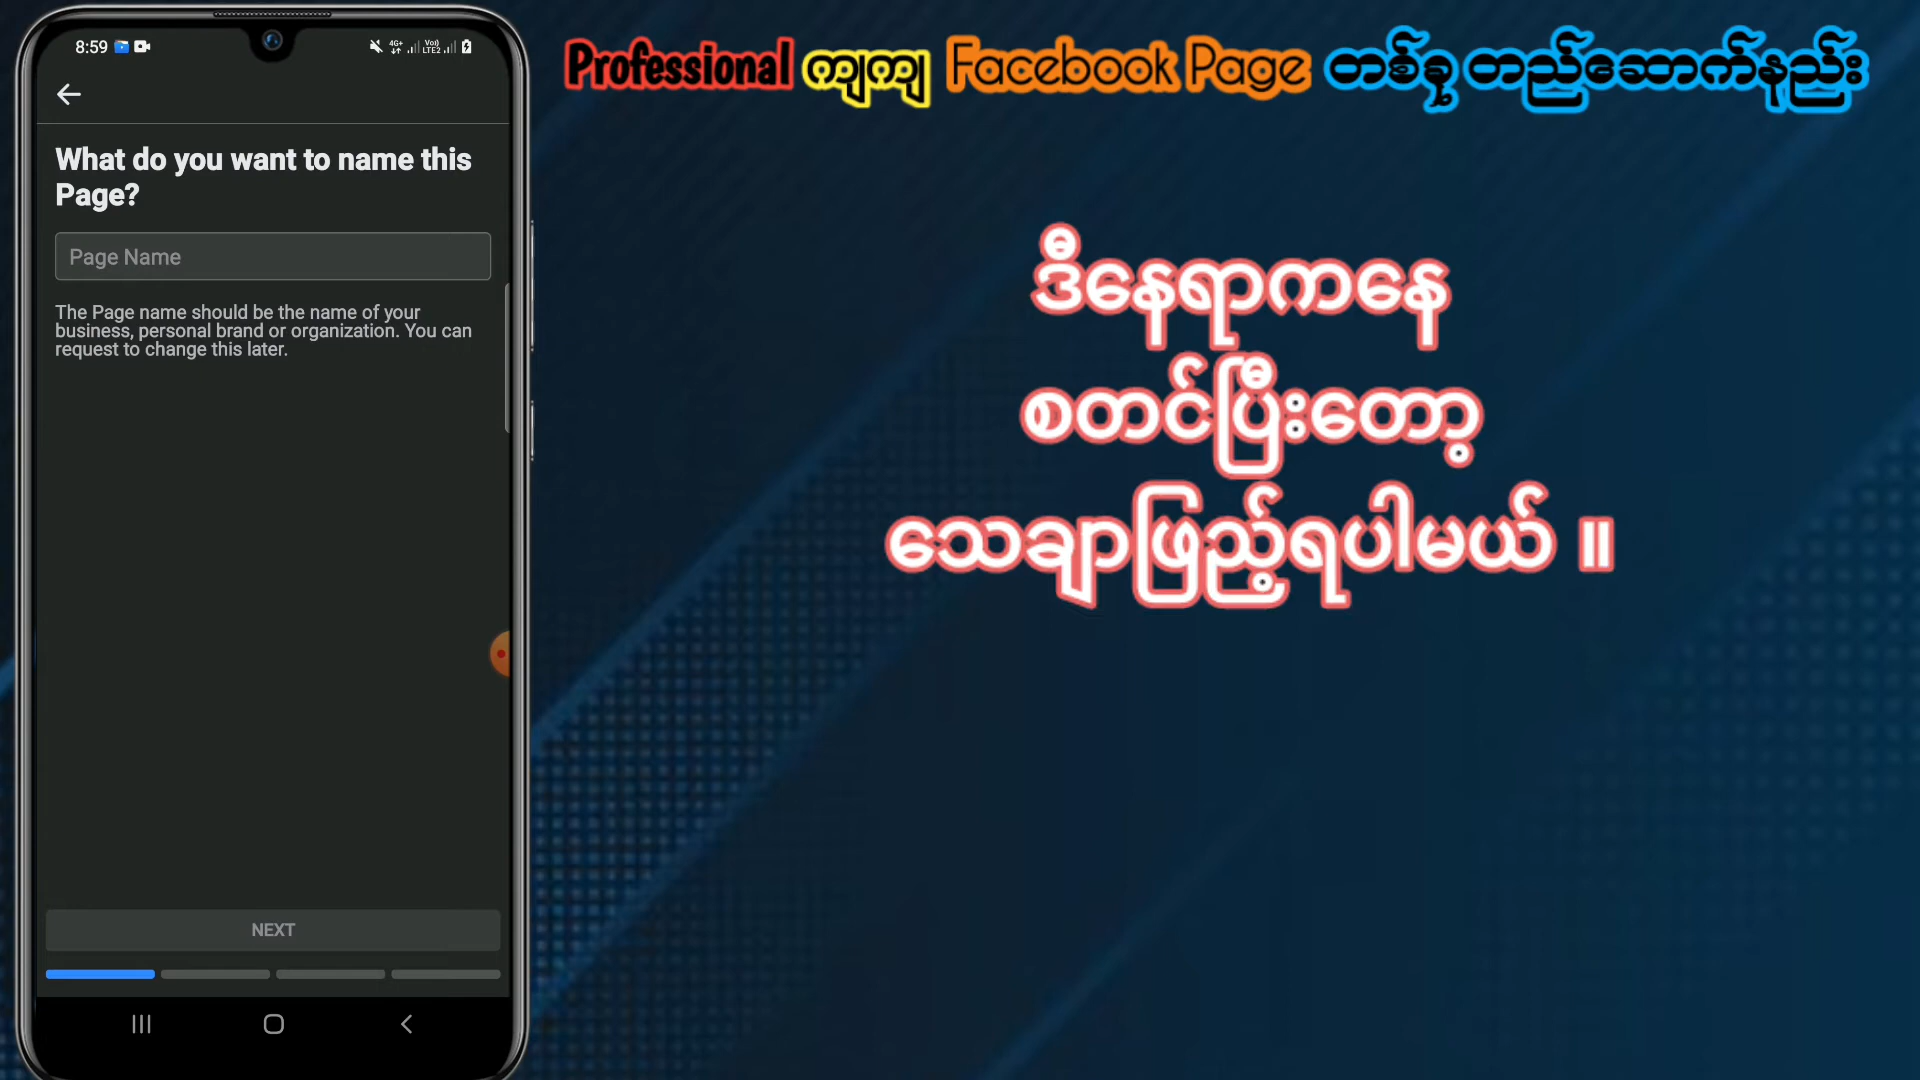 8:59
4G+ Vo) LTE2
Professional ကျကျ Facebook Page တစ်ခု တည်ဆောက်နည်း
What do you want to name this
Page?
Page Name
The Page name should be the name of your
business, personal brand or organization. You can
request to change this later.
NEXT
ဒီနေရာကနေ
စတင်ပြီးတော့
သေချာဖြည့်ရပါမယ် ။